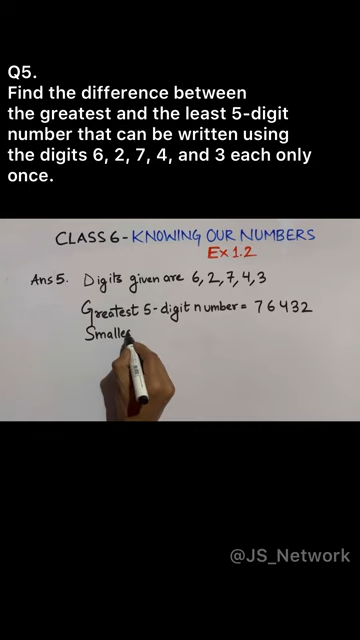 Q5.
Find the difference between
the greatest and the least 5-digit
number that can be written using
the digits 6, 2, 7, 4, and 3 each only
once.
CLASS 6 - KNOWING OUR NUMBERS
Ex 1.2
Ans 5. Digits given are 6, 2, 7, 4, 3
Greatest 5-digit number = 76432
Smalles
@JS_Network